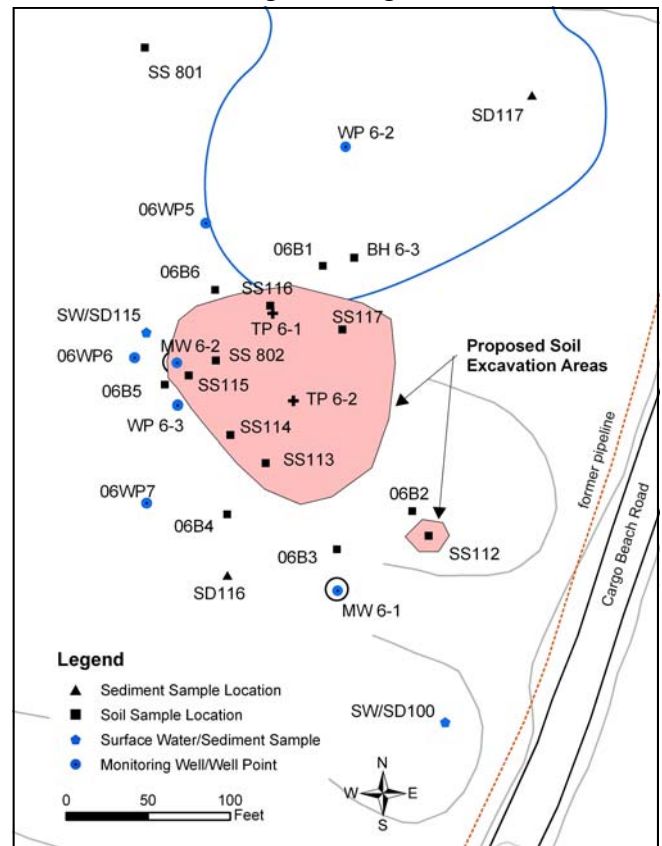 SS 801
SD117
WP 6-2
06WP5
06B1
BH 6-3
06B6
SS116
SW/SD115
TP 6-1
SS117
MW 6-2
06WP6
SS 802
Proposed Soil
Excavation Areas
SS115
06B5
TP 6-2
WP 6-3
SS114
SS113
former pipeline
06WP7
06B2
06B4
SS112
06B3
Cargo Beach Road
SD116
MW 6-1
Legend
Sediment Sample Location
Soil Sample Location
SW/SD100
Surface Water/Sediment Sample
Monitoring Well/Well Point
N
W E
S
0 50 100
Feet